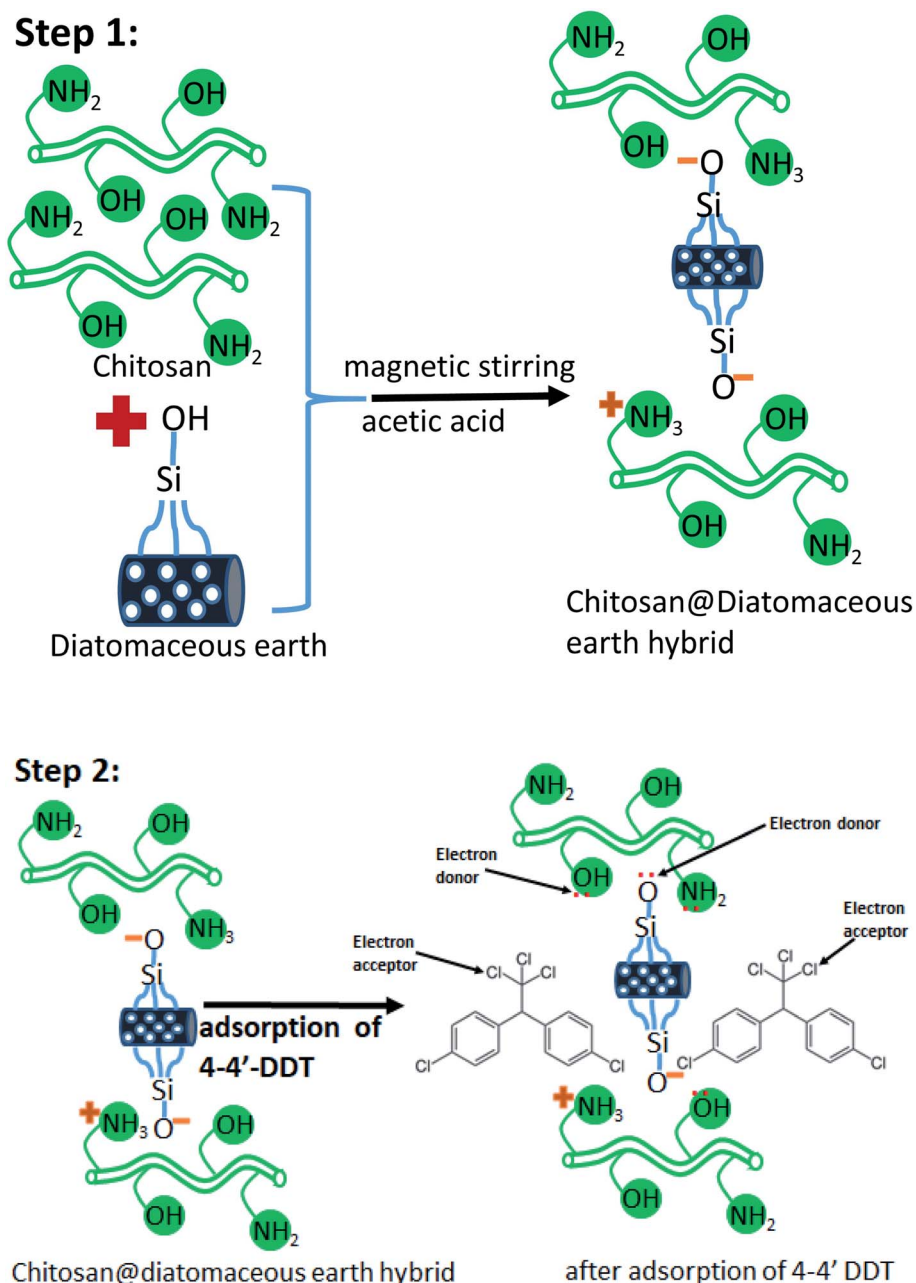 Step 1:
NH2
OH
OH
NH2
NH2
OH
OH
NH2
Chitosan
OH
Si
Diatomaceous earth
magnetic stirring
acetic acid
NH2
OH
OH
NH3
O
Si
Si
O
NH3
OH
OH
NH2
Chitosan@Diatomaceous
earth hybrid
Step 2:
NH2
OH
OH
NH3
O
Si
Si
O
NH3
OH
OH
NH2
Chitosan@diatomaceous earth hybrid
adsorption of
4-4’-DDT
NH2
OH
OH
NH2
Electron
donor
Electron donor
O
Si
Si
O
Electron
acceptor
Cl
Cl
Cl
Cl
Cl
Electron
acceptor
Cl
Cl
Cl
Cl
Cl
NH3
OH
OH
NH2
after adsorption of 4-4' DDT